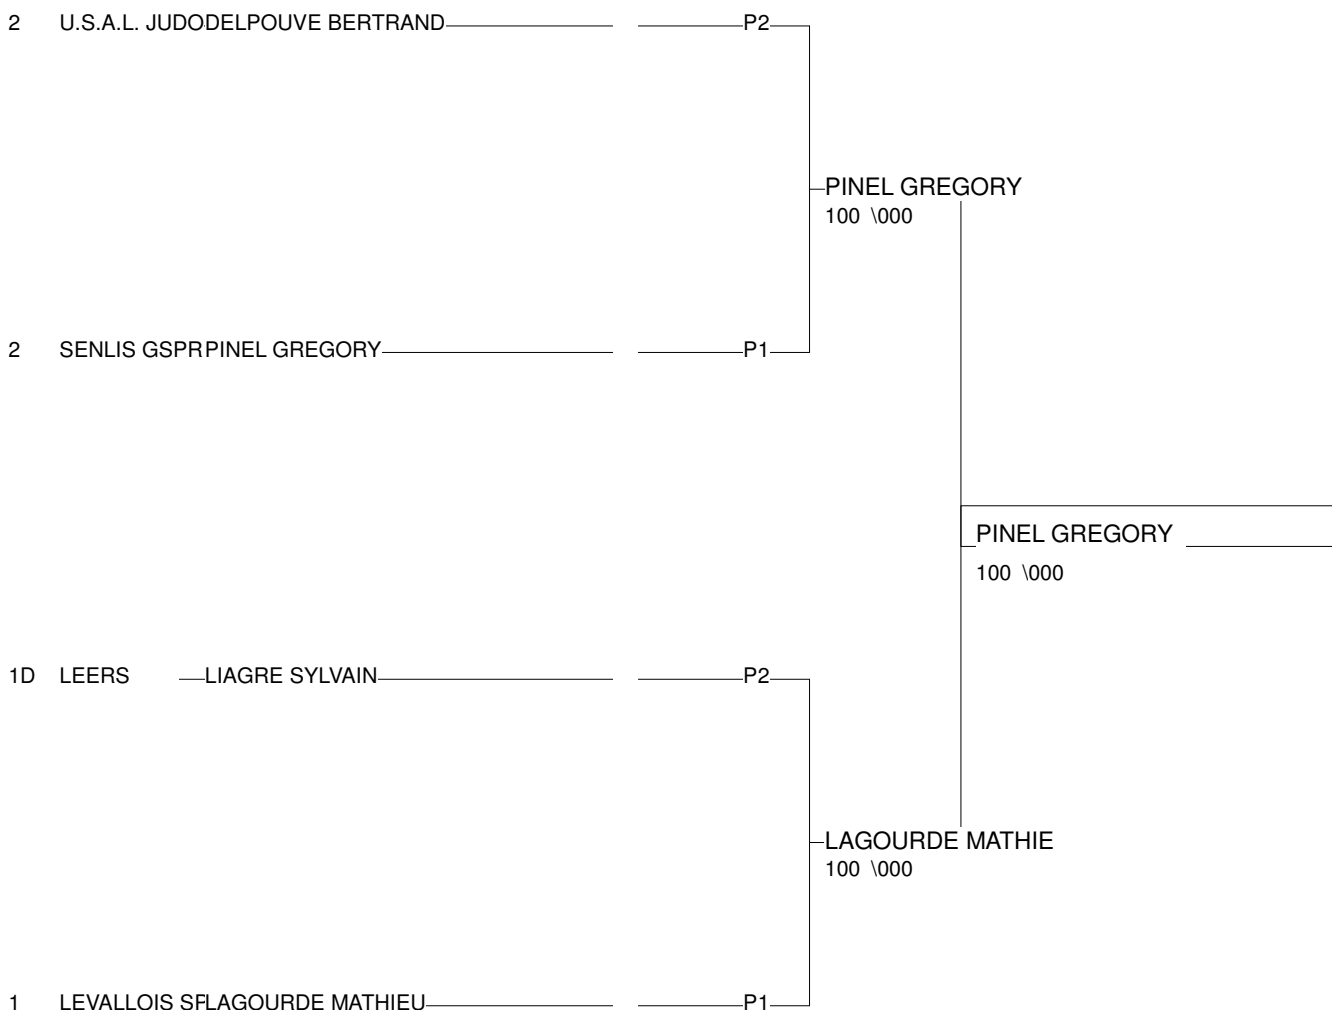 2 U.S.A.L. JUDODELPOUVE BERTRAND P2
PINEL GREGORY
100 \000
2 SENLIS GSPRPINEL GREGORY P1
PINEL GREGORY
100 \000
1D LEERS LIAGRE SYLVAIN P2
LAGOURDE MATHIE
100 \000
1 LEVALLOIS SFLAGOURDE MATHIEU P1